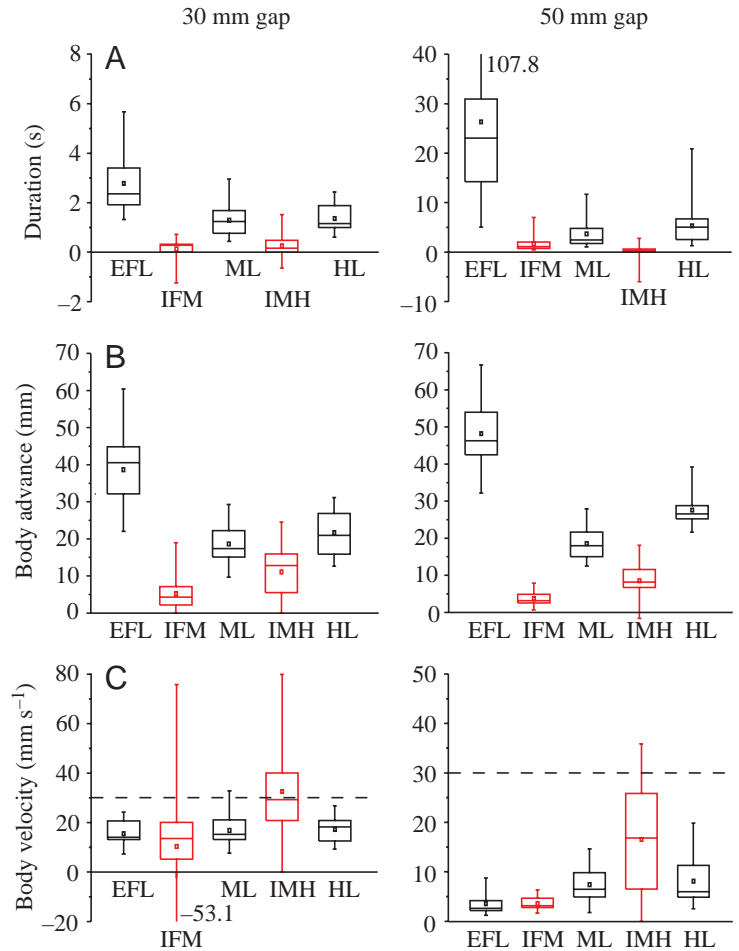 30 mm gap
50 mm gap
A
Duration (s)
8
6
4
2
0
–2
EFL
IFM
ML
IMH
HL
40
30
20
10
0
–10
107.8
EFL
IFM
ML
IMH
HL
B
Body advance (mm)
70
60
50
40
30
20
10
0
EFL IFM ML IMH HL
70
60
50
40
30
20
10
0
EFL IFM ML IMH HL
C
Body velocity (mm s⁻¹)
80
60
40
20
0
–20
EFL
IFM
ML
IMH
HL
–53.1
50
40
30
20
10
0
EFL IFM ML IMH HL